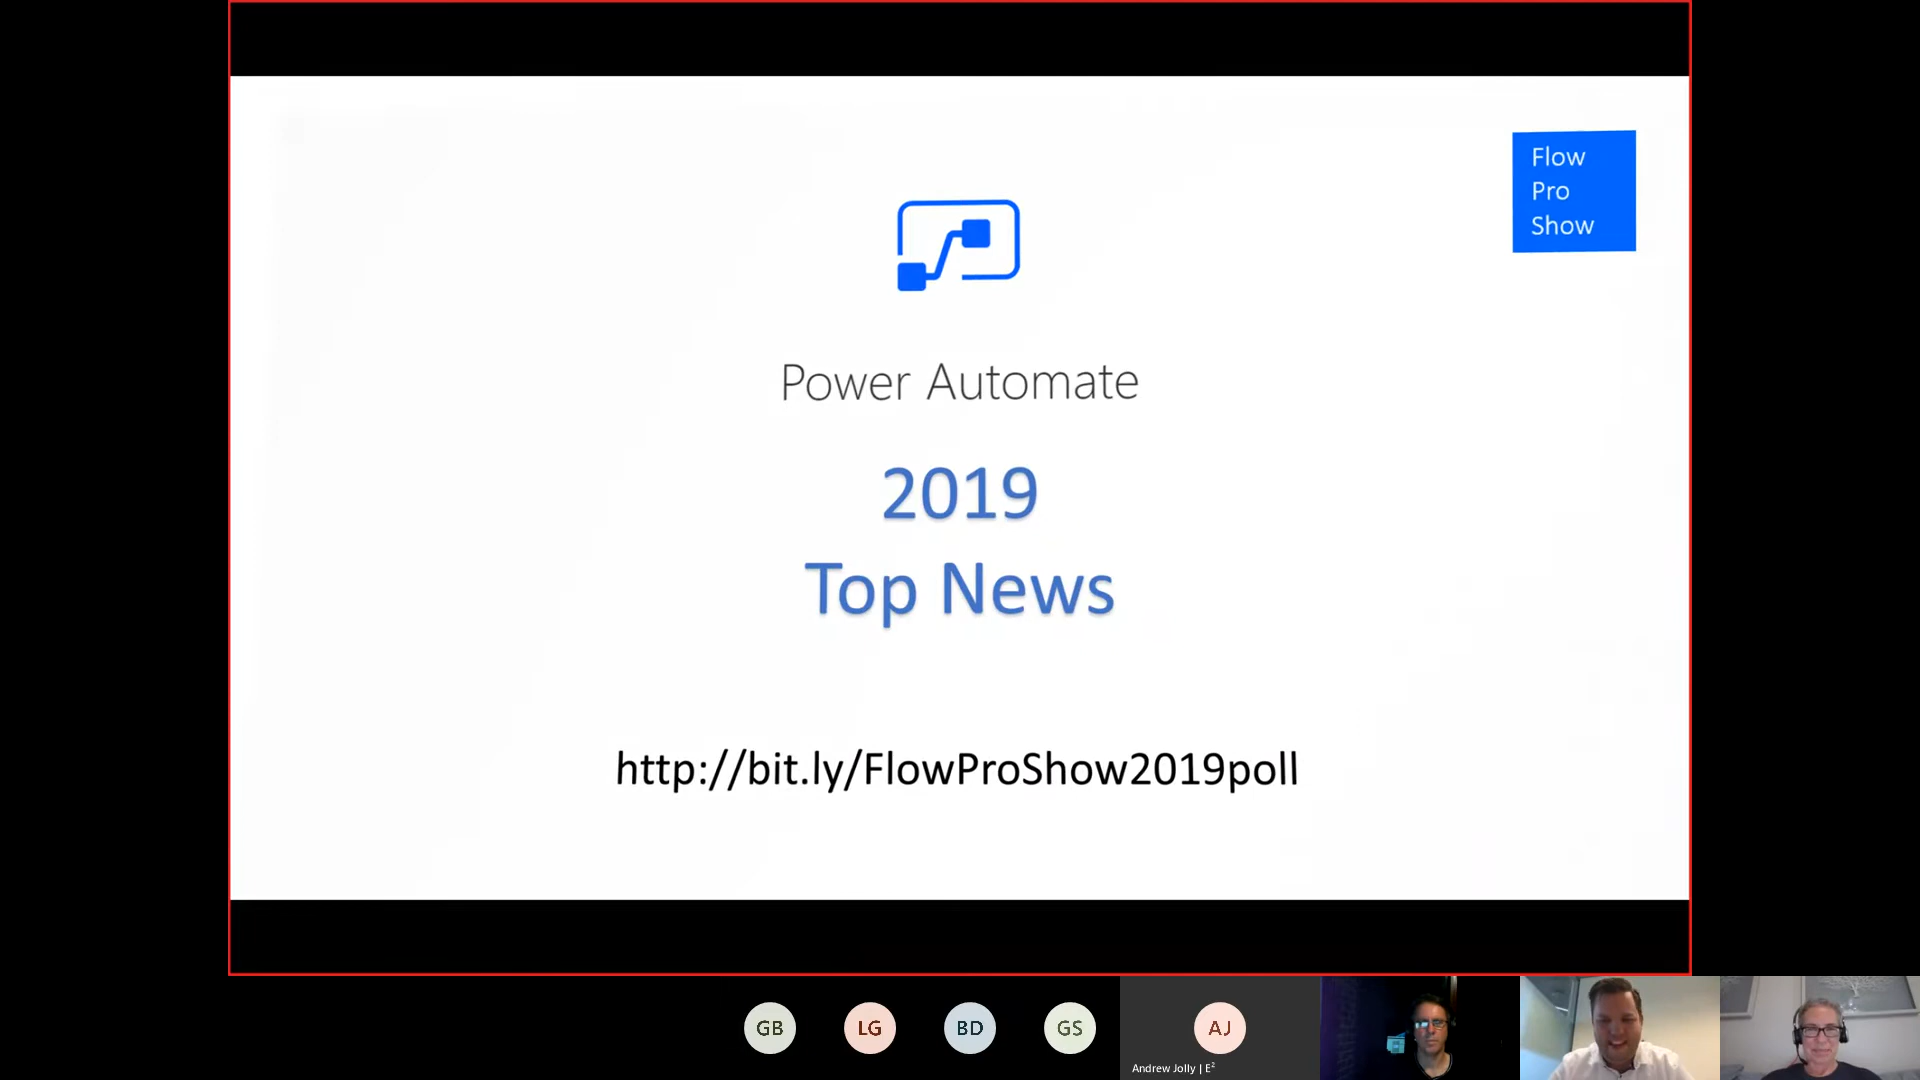 Flow
Pro
Show
Power Automate
2019
Top News
http://bit.ly/FlowProShow2019poll
GB
LG
BD
GS
AJ
Andrew Jolly | E²